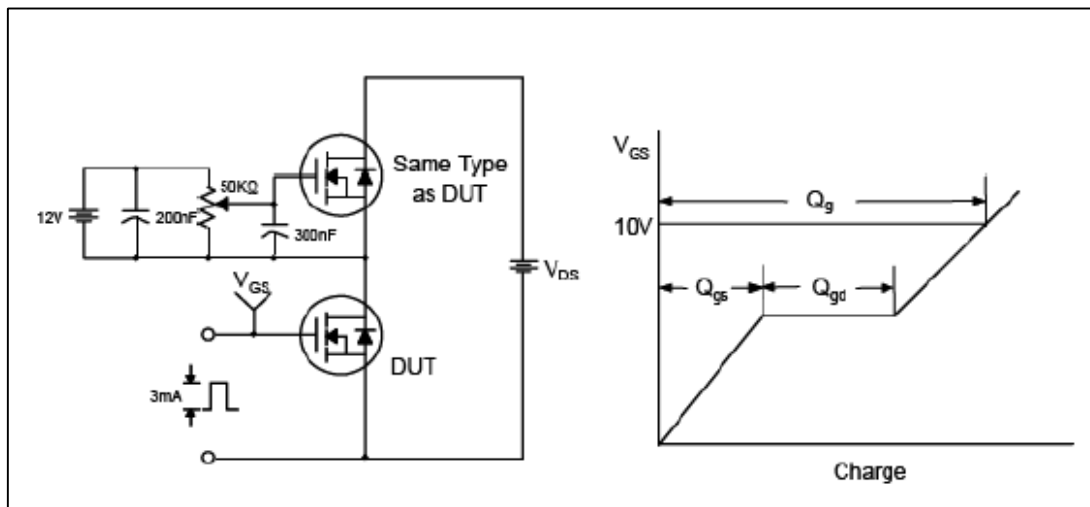 Same Type
as DUT
50KΩ
12V
200nF
300nF
VGS
DUT
3mA
VDS
VGS
Qg
10V
Qgs
Qgd
Charge